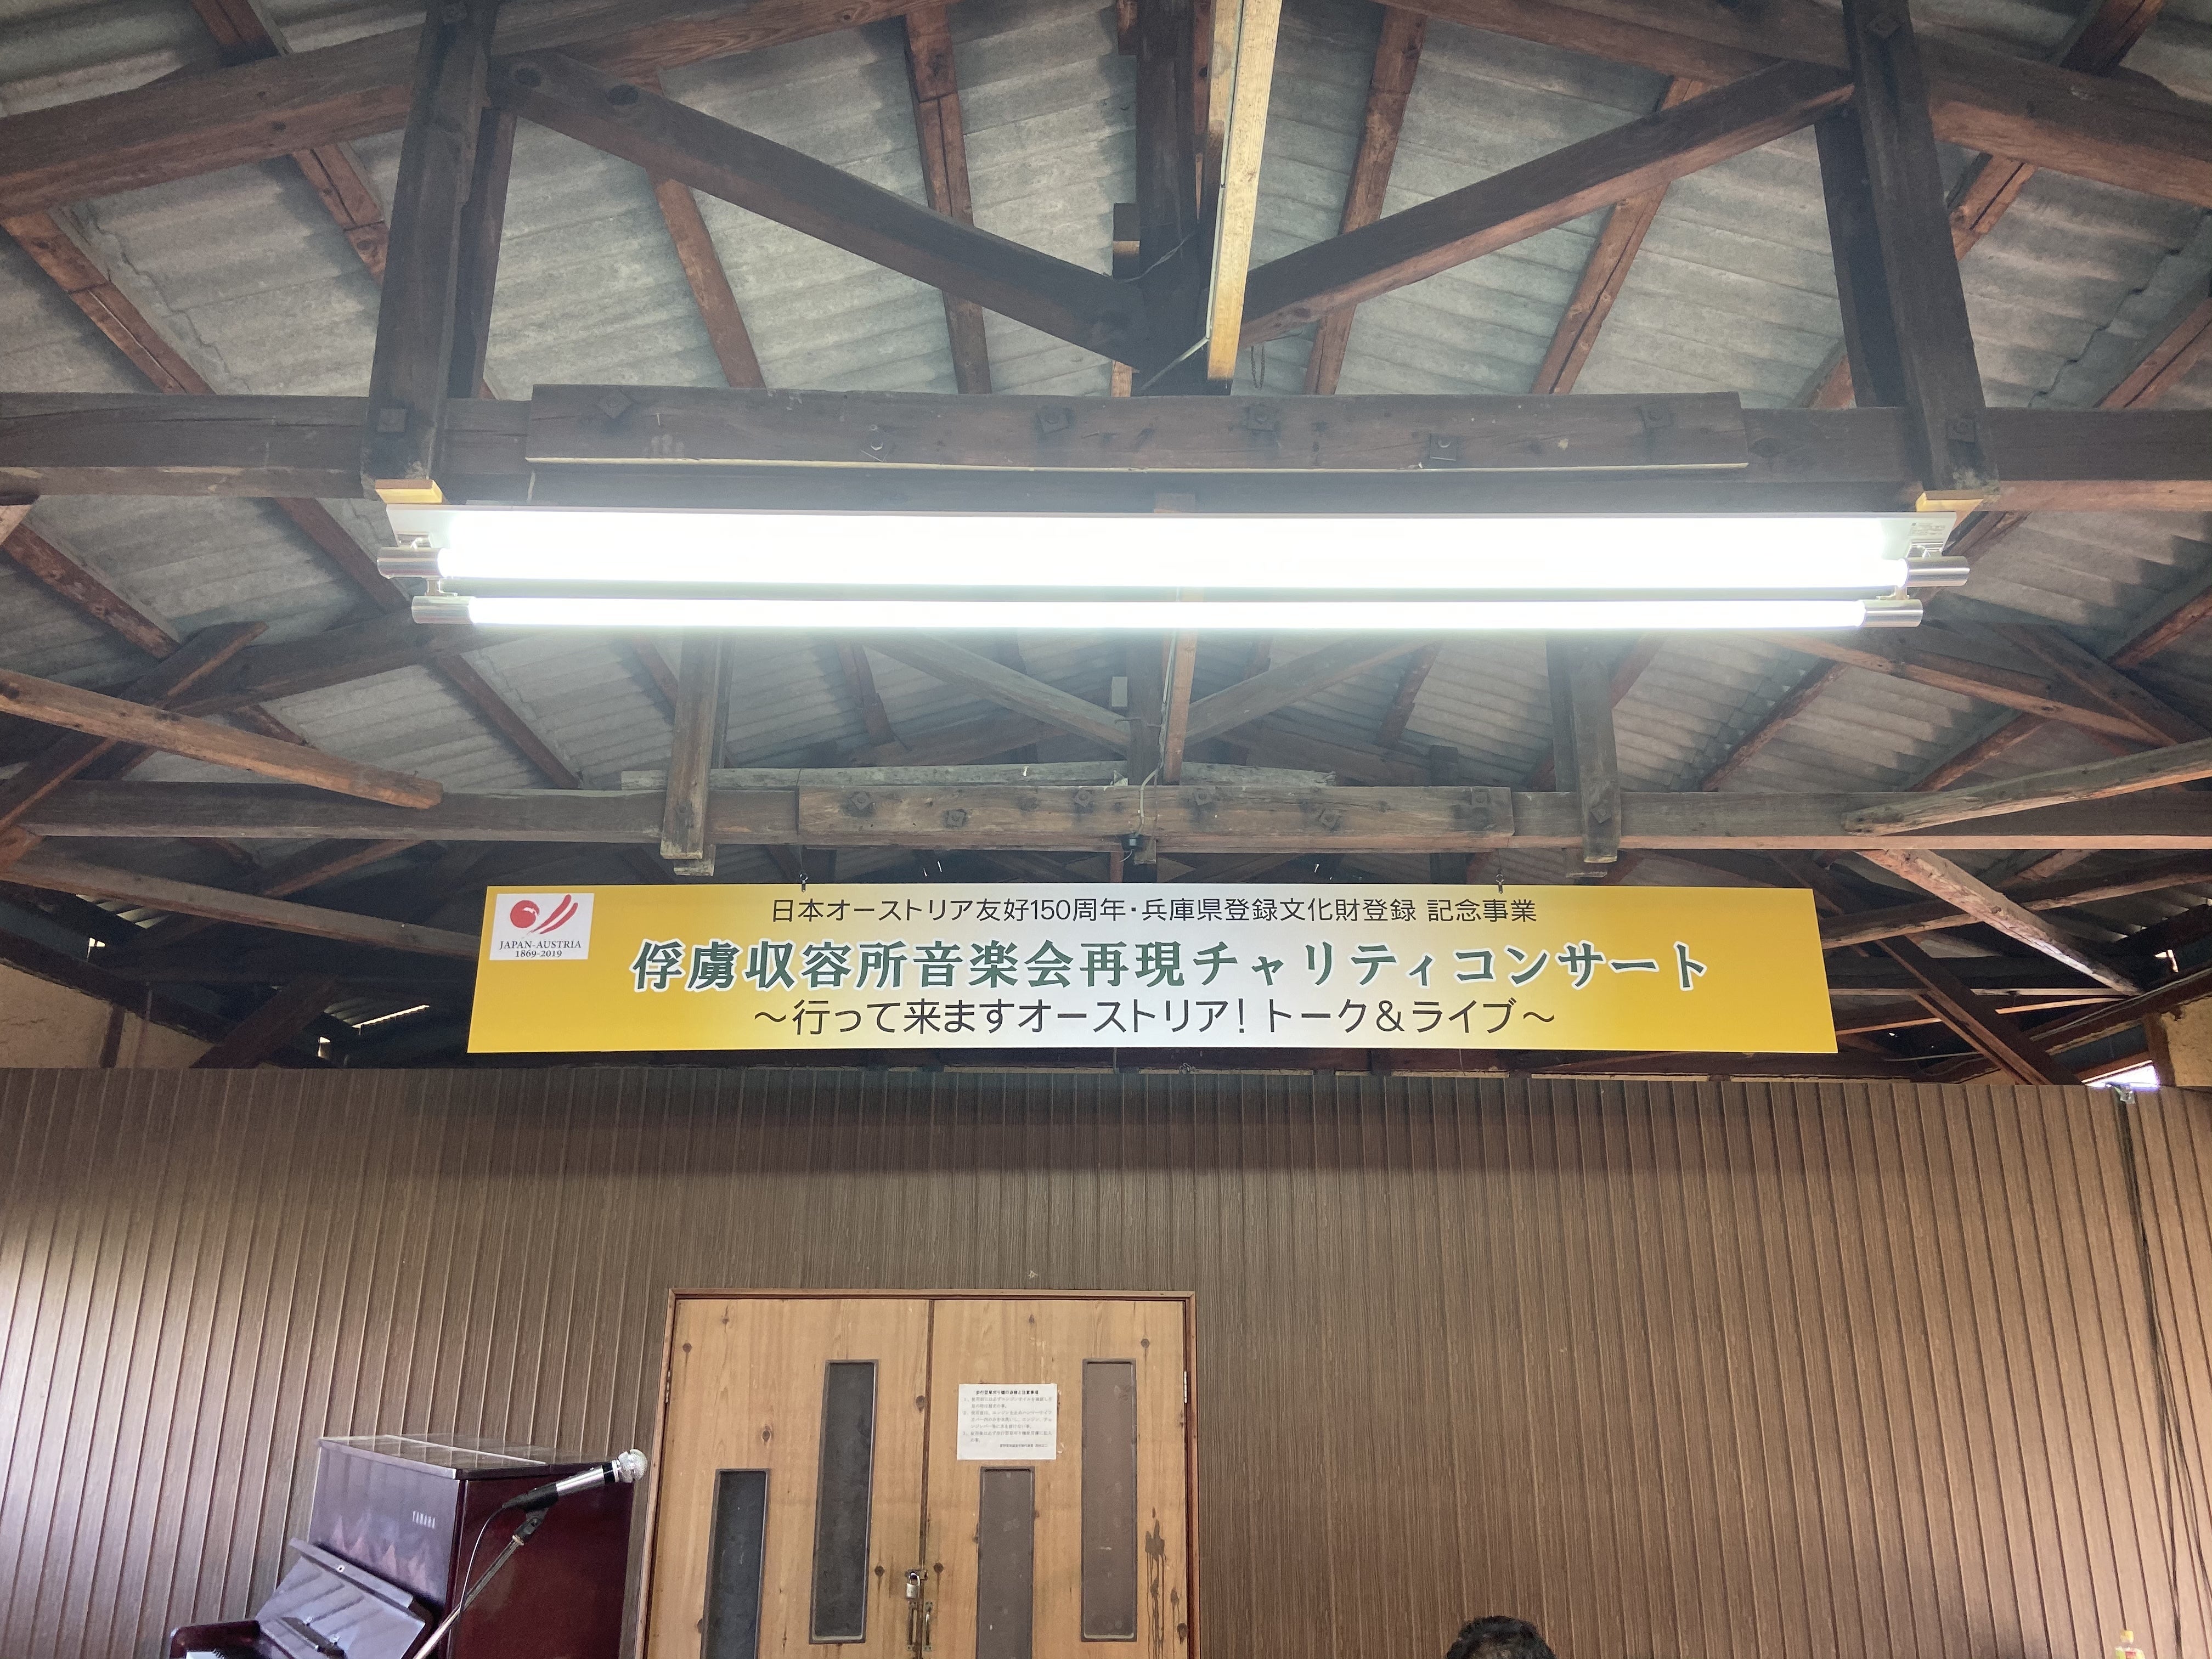 日本オーストリア友好150周年・兵庫県登録文化財登録 記念事業
JAPAN-AUSTRIA
1869-2019
俘虜収容所音楽会再現チャリティコンサート
～行って来ますオーストリア！トーク＆ライブ～
YAMAHA